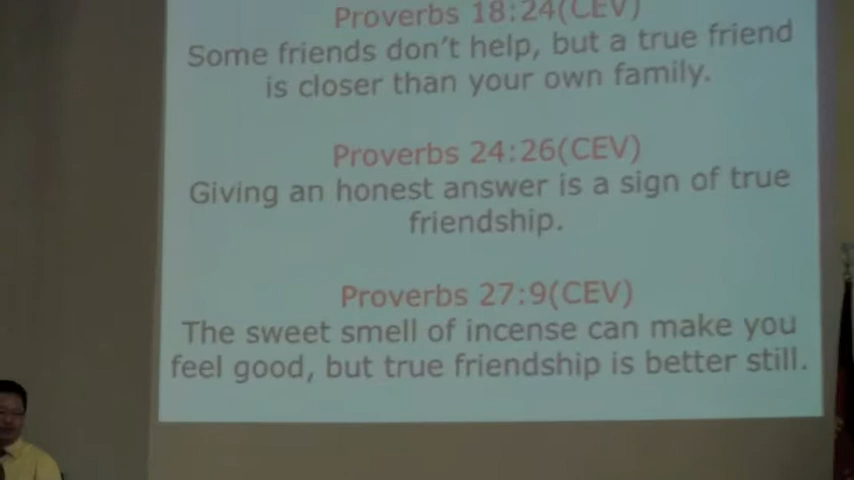 Proverbs 18:24(CEV)
Some friends don't help, but a true friend
is closer than your own family.
Proverbs 24:26(CEV)
Giving an honest answer is a sign of true
friendship.
Proverbs 27:9(CEV)
The sweet smell of incense can make you
feel good, but true friendship is better still.